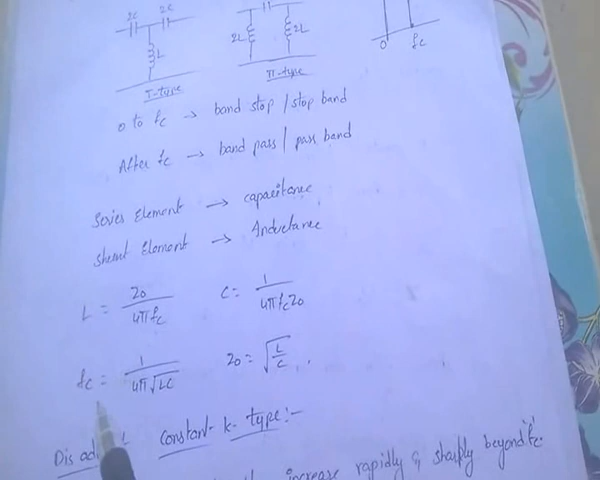 2C 2C
L
T-type
2L 2L
π-type
0 fc
0 to fc → band stop / stop band
After fc → band pass / pass band
Series Element → capacitance
Shunt Element → Inductance
L = Z0 / 4πfc C = 1 / 4πfcZ0
fc = 1 / 4π√LC Z0 = √L/C .
Dis ad constant k-type:-
increase rapidly & sharply beyond 'fc.